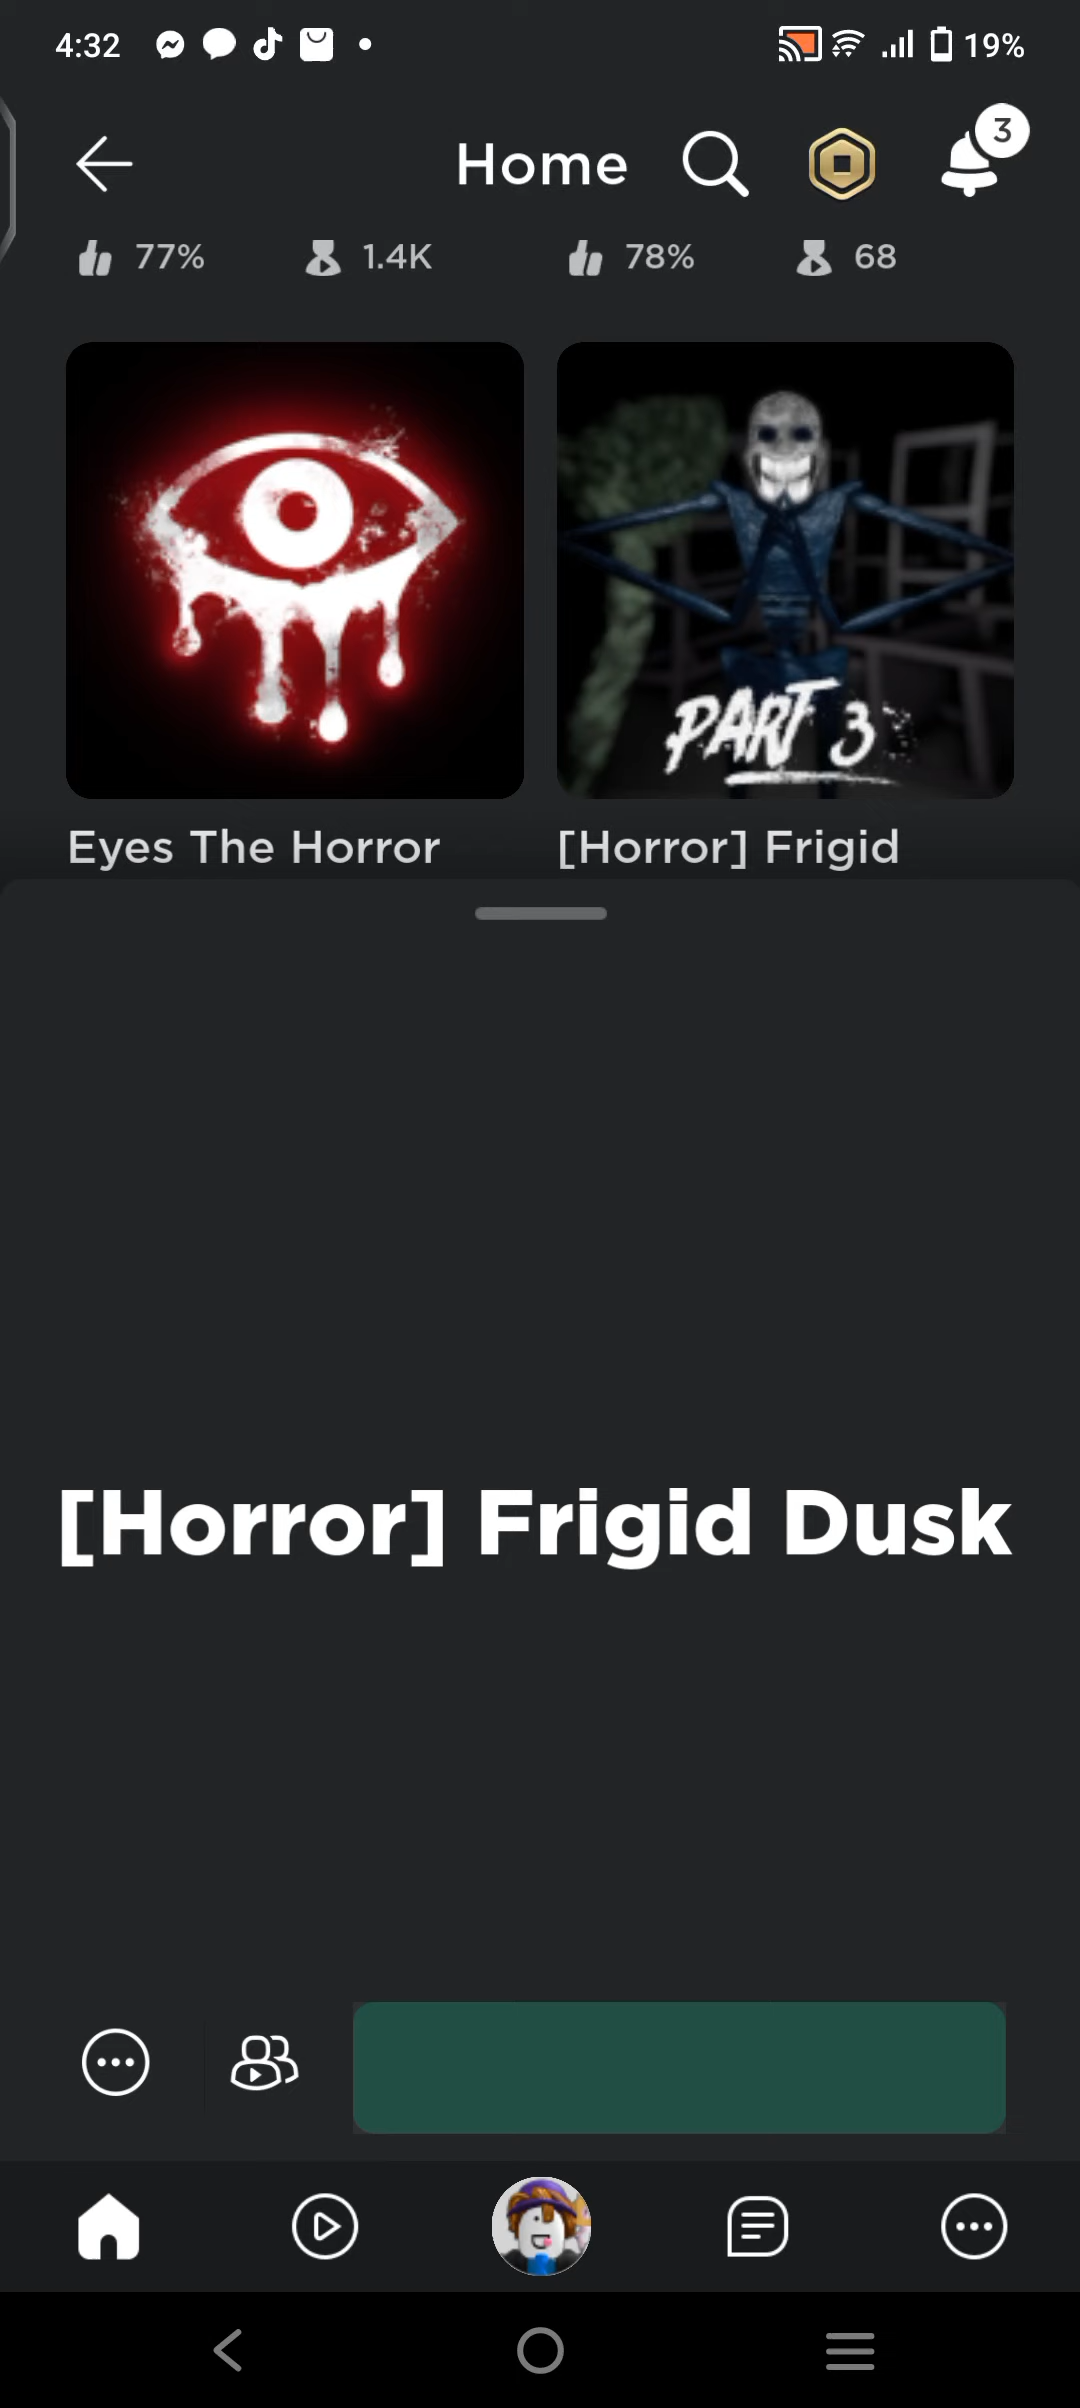 4:32
19%
Home
3
77%
1.4K
78%
68
PART 3
Eyes The Horror
[Horror] Frigid
[Horror] Frigid Dusk